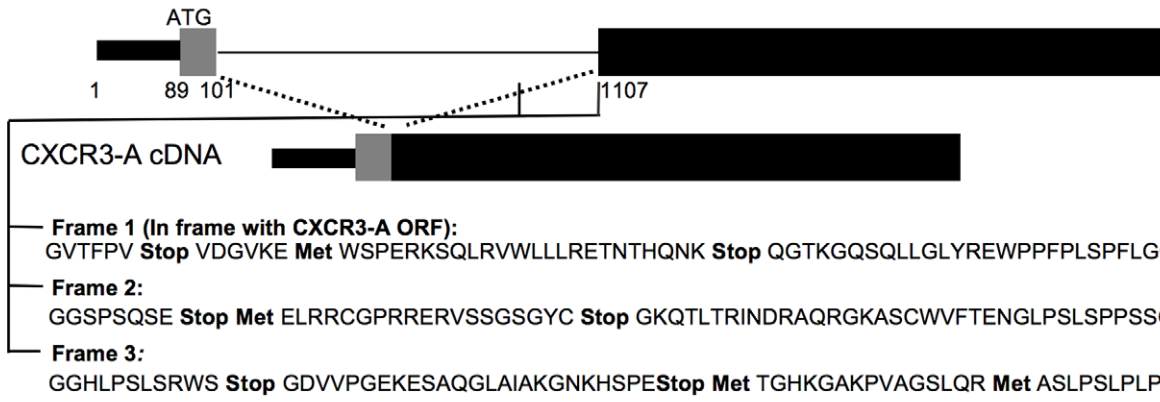 ATG
1 89 101 1107
CXCR3-A cDNA
Frame 1 (In frame with CXCR3-A ORF):
GVTFPV Stop VDGVKE Met WSPERKSQLRVWLLLRETNTHQNK Stop QGTKGQSQLLGLYREWPPFPLSPFLG
Frame 2:
GGSPSQSE Stop Met ELRRCGPRRERVSSGSGYC Stop GKQTLTRINDRAQRGKASCWVFTENGLPSLSPPSS
Frame 3:
GGHLPSLSRWS Stop GDVVPGEKESAQGLAIAKGNKHSPEStop Met TGHKGAKPVAGSLQR Met ASLPSLPLP